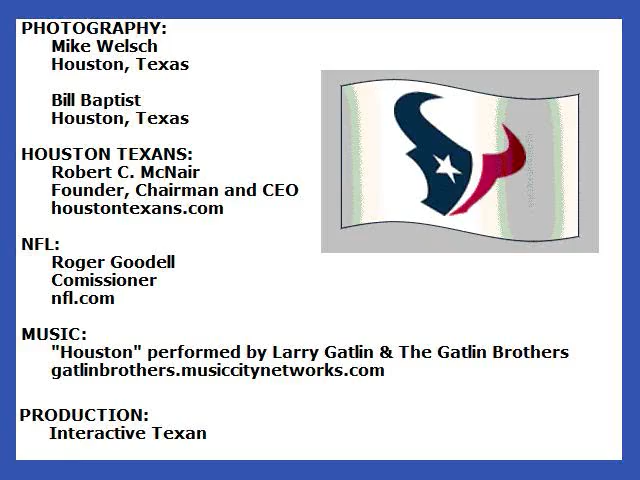 PHOTOGRAPHY:
Mike Welsch
Houston, Texas
Bill Baptist
Houston, Texas
HOUSTON TEXANS:
Robert C. McNair
Founder, Chairman and CEO
houstontexans.com
NFL:
Roger Goodell
Comissioner
nfl.com
MUSIC:
"Houston" performed by Larry Gatlin & The Gatlin Brothers
gatlinbrothers.musiccitynetworks.com
PRODUCTION:
Interactive Texan